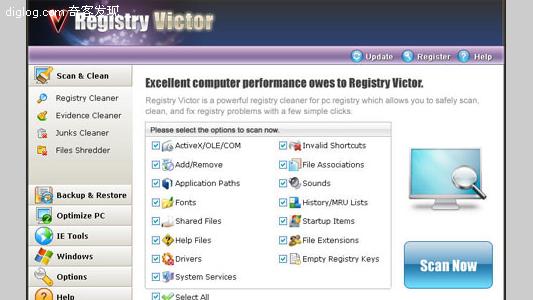 diglog.com 奇客发现
Registry Victor
Update Register Help
Scan & Clean
Registry Cleaner
Evidence Cleaner
Junks Cleaner
Files Shredder
Backup & Restore
Optimize PC
IE Tools
Windows
Options
Help
Excellent computer performance owes to Registry Victor.
Registry Victor is a powerful registry cleaner for pc registry which allows you to safely scan,
clean, and fix registry problems with a few simple clicks.
Please select the options to scan now.
ActiveX/OLE/COM
Invalid Shortcuts
Add/Remove
File Associations
Application Paths
Sounds
Fonts
History/MRU Lists
Shared Files
Startup Items
Help Files
File Extensions
Drivers
Empty Registry Keys
System Services
Select All
Scan Now